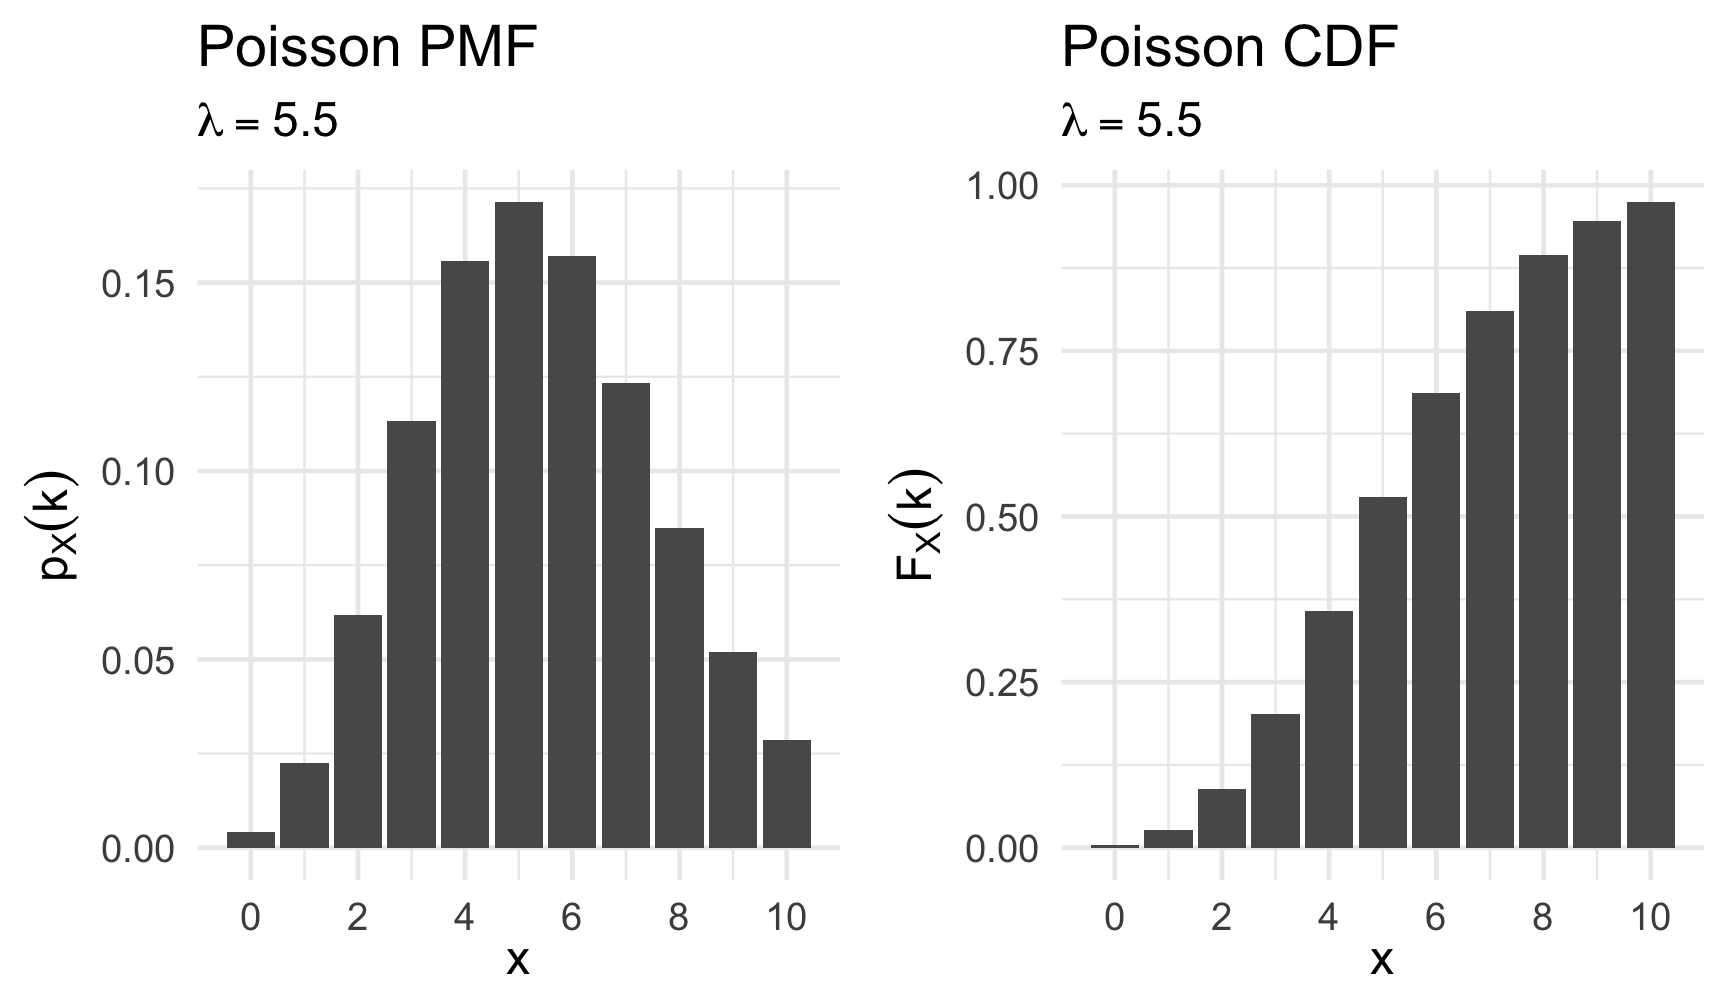 Poisson PMF
λ = 5.5
0.15
0.10
0.05
0.00
pX(k)
0 2 4 6 8 10
x
Poisson CDF
λ = 5.5
1.00
0.75
0.50
0.25
0.00
FX(k)
0 2 4 6 8 10
x